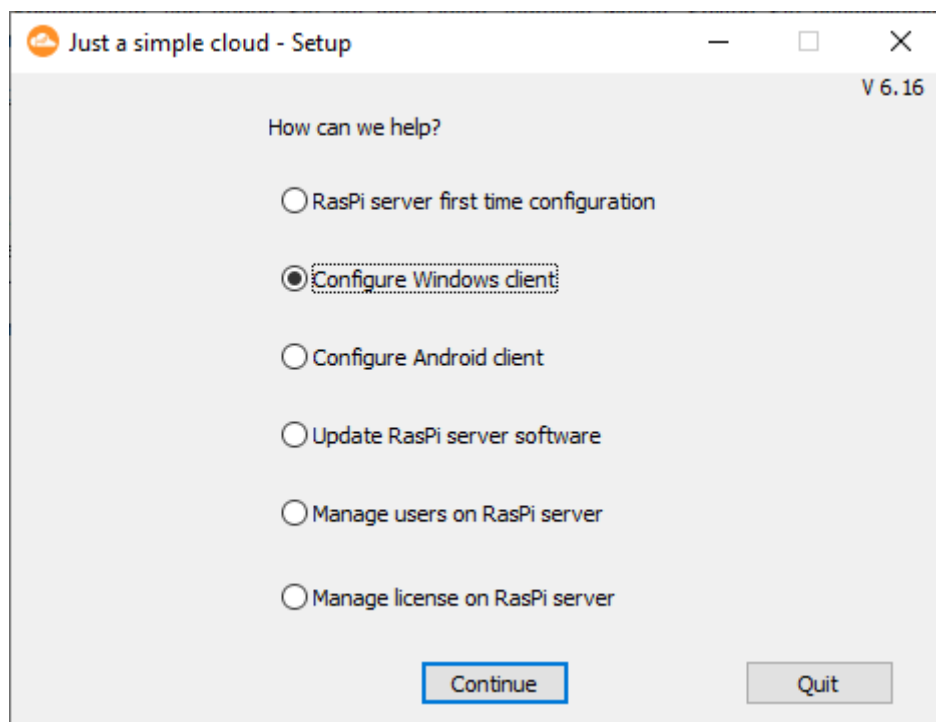 Just a simple cloud - Setup
V 6.16
How can we help?
RasPi server first time configuration
Configure Windows client
Configure Android client
Update RasPi server software
Manage users on RasPi server
Manage license on RasPi server
Continue
Quit